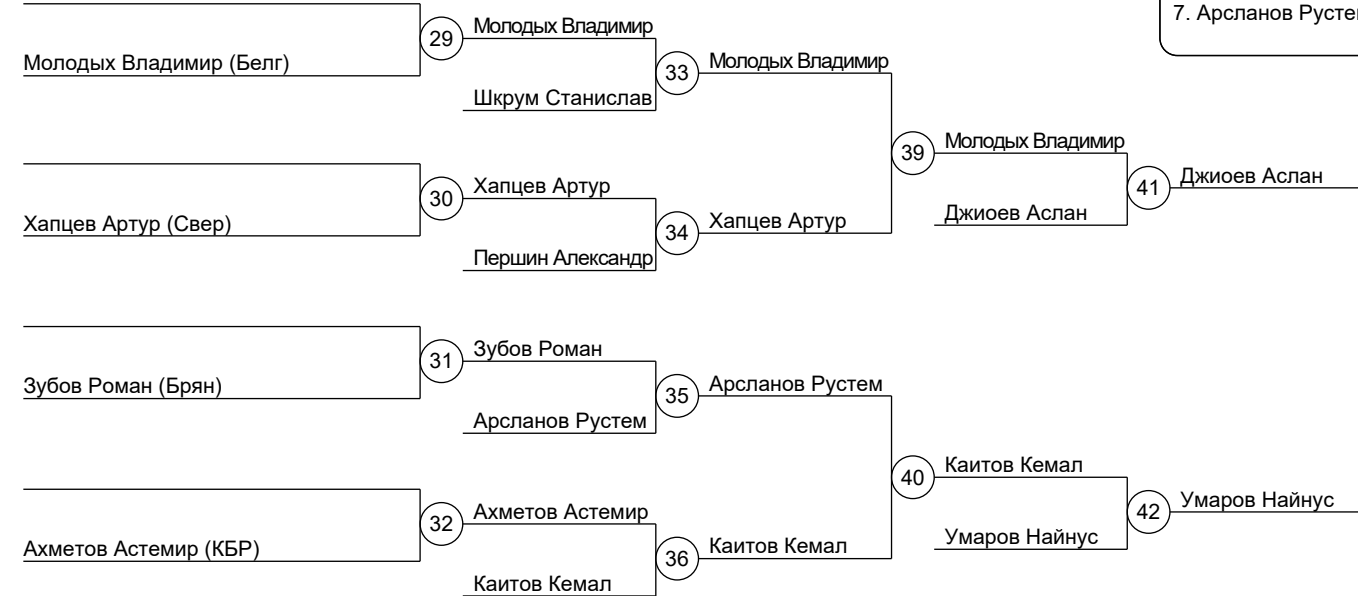 7. Арсланов Русте
Молодых Владимир
29
Молодых Владимир (Белг)
Молодых Владимир
33
Шкрум Станислав
Молодых Владимир
39
Джиоев Аслан
41
Джиоев Аслан
Хапцев Артур
30
Хапцев Артур (Свер)
Хапцев Артур
34
Першин Александр
Зубов Роман
31
Зубов Роман (Брян)
Арсланов Рустем
35
Арсланов Рустем
Каитов Кемал
40
Умаров Найнус
42
Умаров Найнус
Ахметов Астемир
32
Ахметов Астемир (КБР)
Каитов Кемал
36
Каитов Кемал